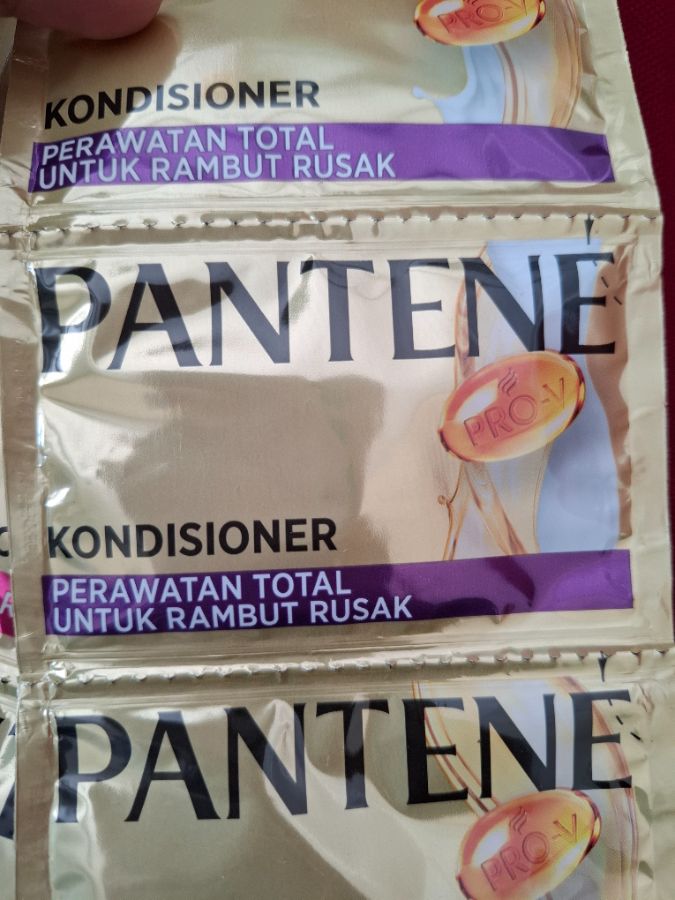 PRO-V
KONDISIONER
PERAWATAN TOTAL
UNTUK RAMBUT RUSAK
PANTENE
PRO-V
KONDISIONER
PERAWATAN TOTAL
UNTUK RAMBUT RUSAK
PANTENE
PRO-V